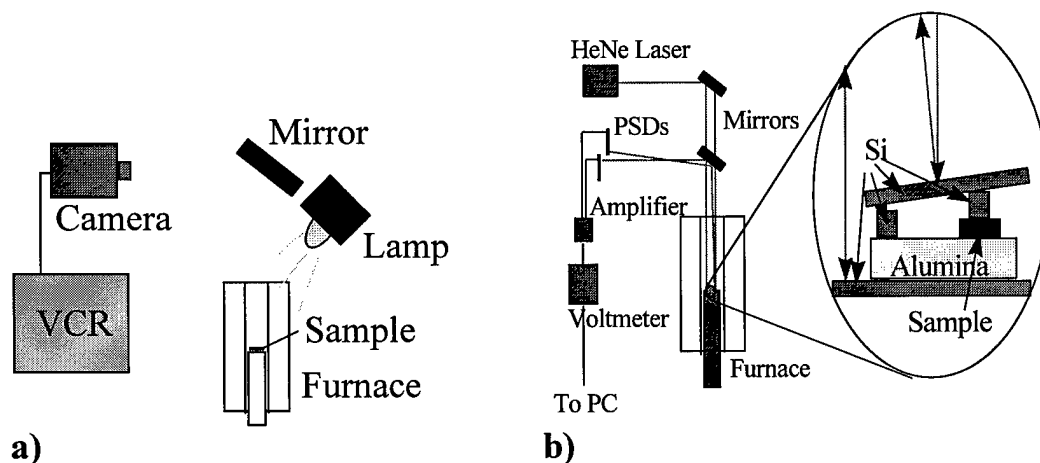 Mirror
Camera
Lamp
VCR
Sample
Furnace
a)
HeNe Laser
PSDs
Mirrors
Amplifier
Voltmeter
Furnace
To PC
Si
Alumina
Sample
b)